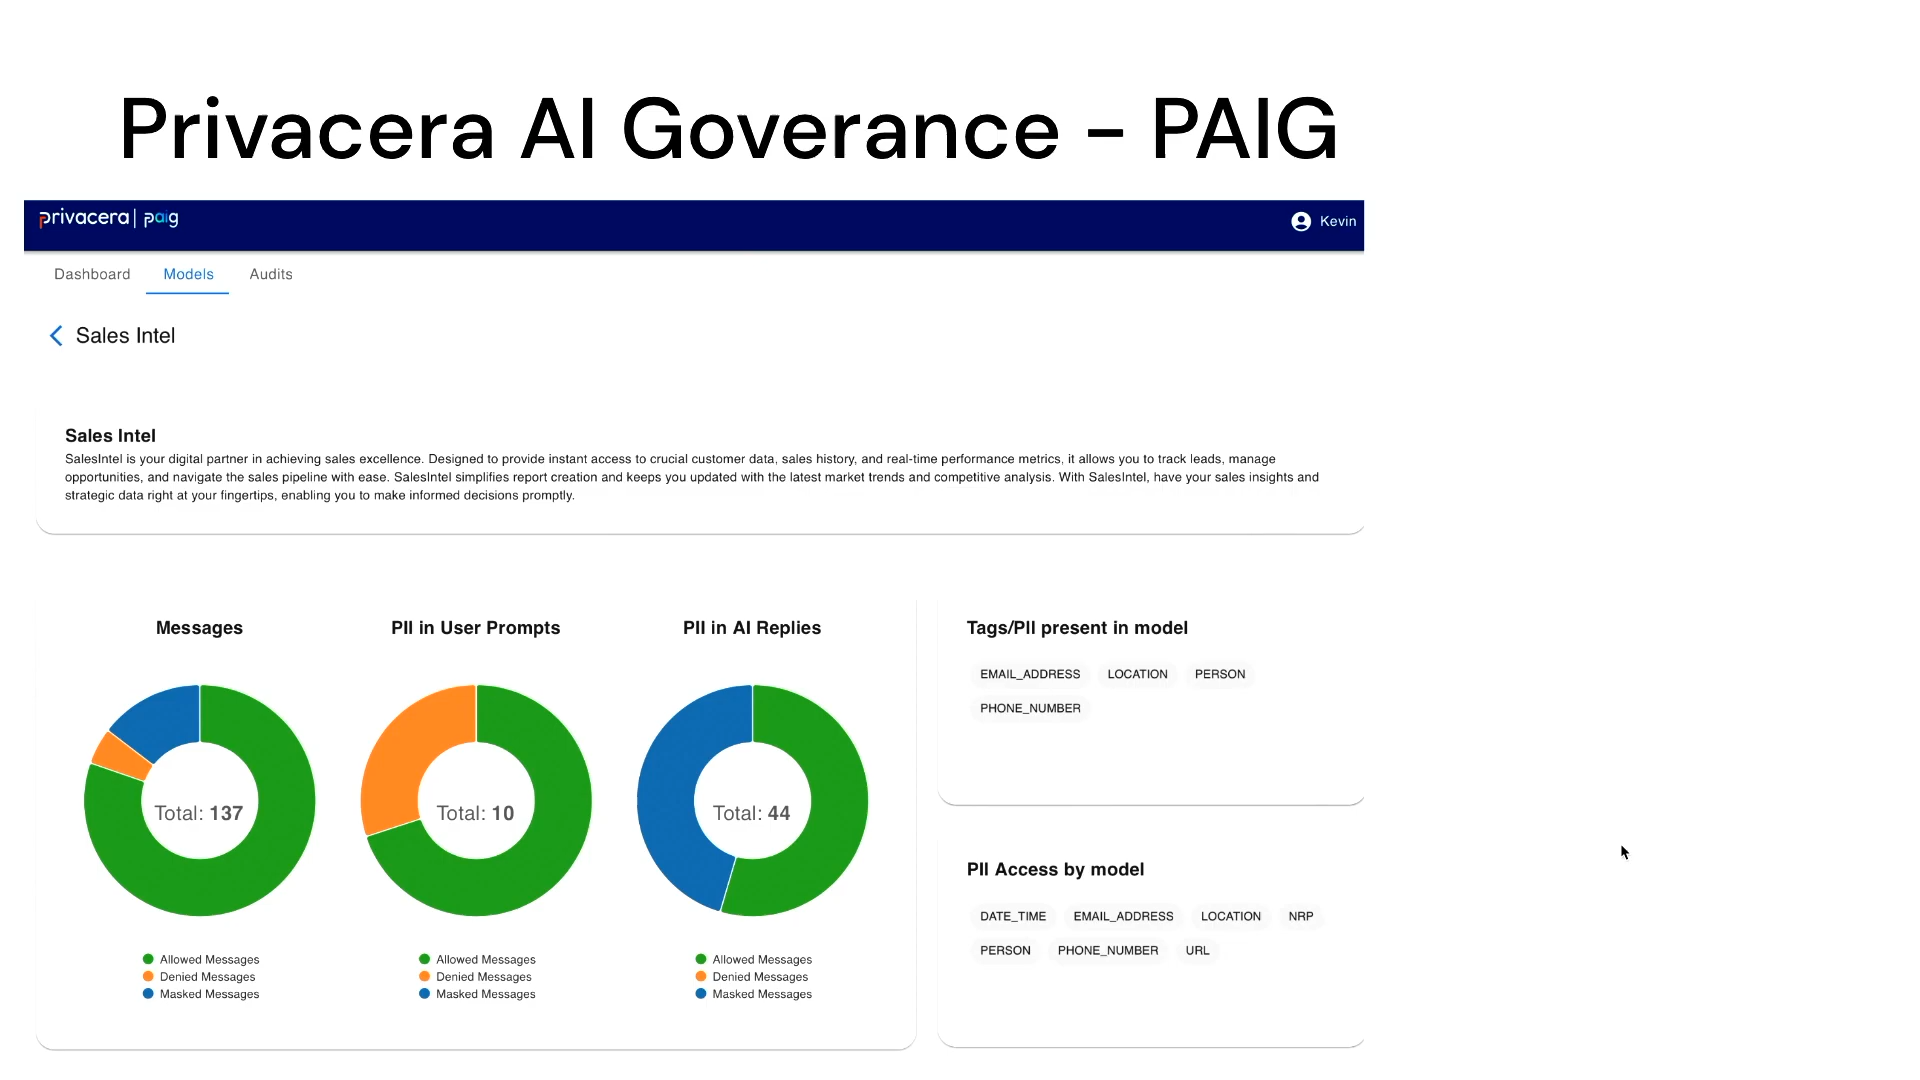 Privacera AI Goverance - PAIG
privacera | paig
Kevin
Dashboard Models Audits
Sales Intel
Sales Intel
SalesIntel is your digital partner in achieving sales excellence. Designed to provide instant access to crucial customer data, sales history, and real-time performance metrics, it allows you to track leads, manage
opportunities, and navigate the sales pipeline with ease. SalesIntel simplifies report creation and keeps you updated with the latest market trends and competitive analysis. With SalesIntel, have your sales insights and
strategic data right at your fingertips, enabling you to make informed decisions promptly.
Messages
Total: 137
Allowed Messages
Denied Messages
Masked Messages
PII in User Prompts
Total: 10
Allowed Messages
Denied Messages
Masked Messages
PII in AI Replies
Total: 44
Allowed Messages
Denied Messages
Masked Messages
Tags/PII present in model
EMAIL_ADDRESS LOCATION PERSON
PHONE_NUMBER
PII Access by model
DATE_TIME EMAIL_ADDRESS LOCATION NRP
PERSON PHONE_NUMBER URL